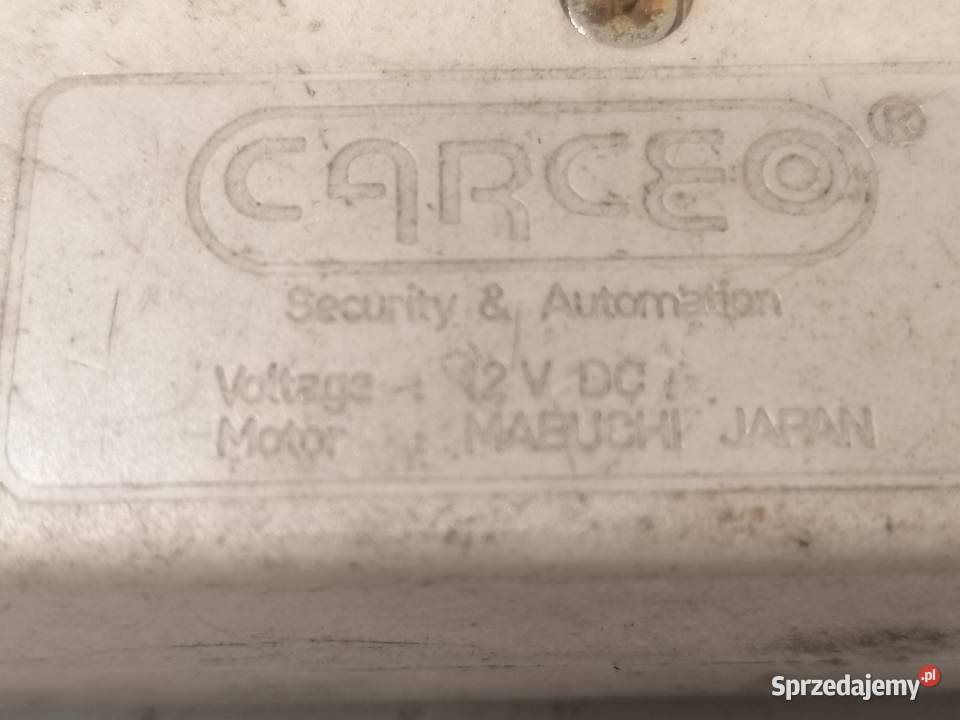 CARCEO ®
Security & Automation
Voltage : 12 V DC
Motor : MABUCHI JAPAN
Sprzedajemy.pl